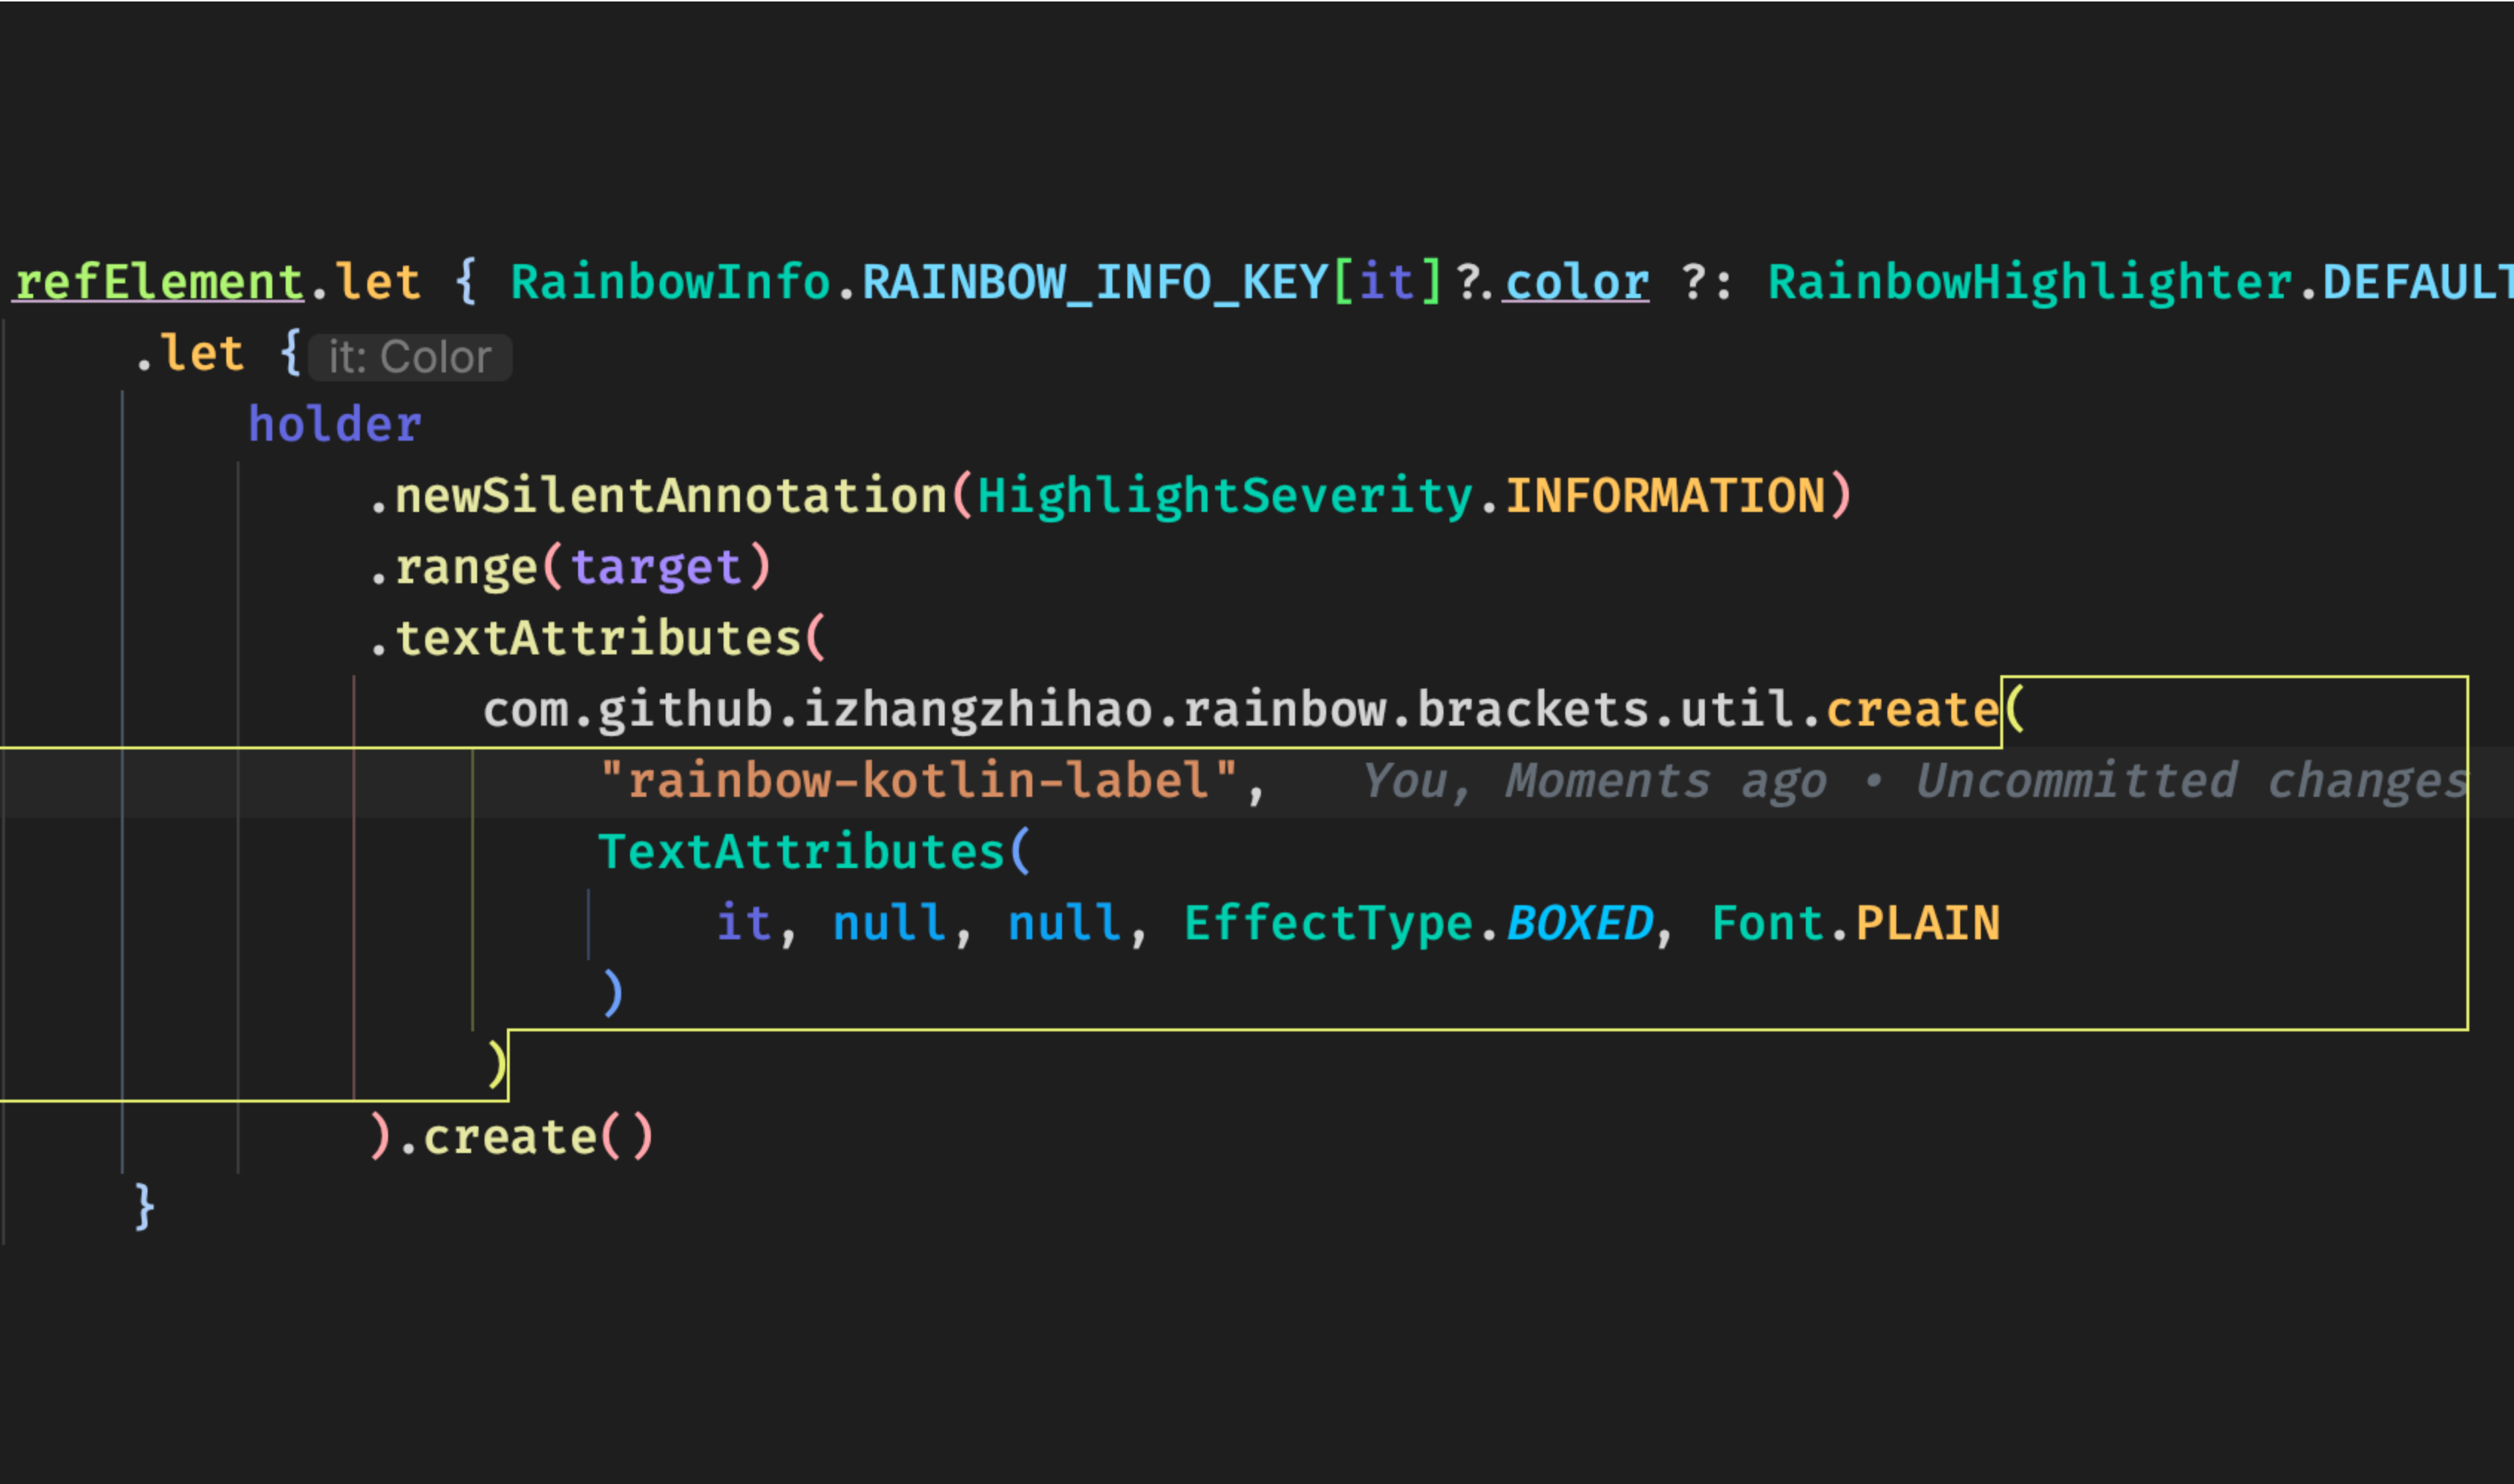 refElement.let { RainbowInfo.RAINBOW_INFO_KEY[it]?.color ?: RainbowHighlighter.DEFAULT
.let { it: Color
holder
.newSilentAnnotation(HighlightSeverity.INFORMATION)
.range(target)
.textAttributes(
com.github.izhangzhihao.rainbow.brackets.util.create(
"rainbow-kotlin-label", You, Moments ago • Uncommitted changes
TextAttributes(
it, null, null, EffectType.BOXED, Font.PLAIN
)
)
).create()
}